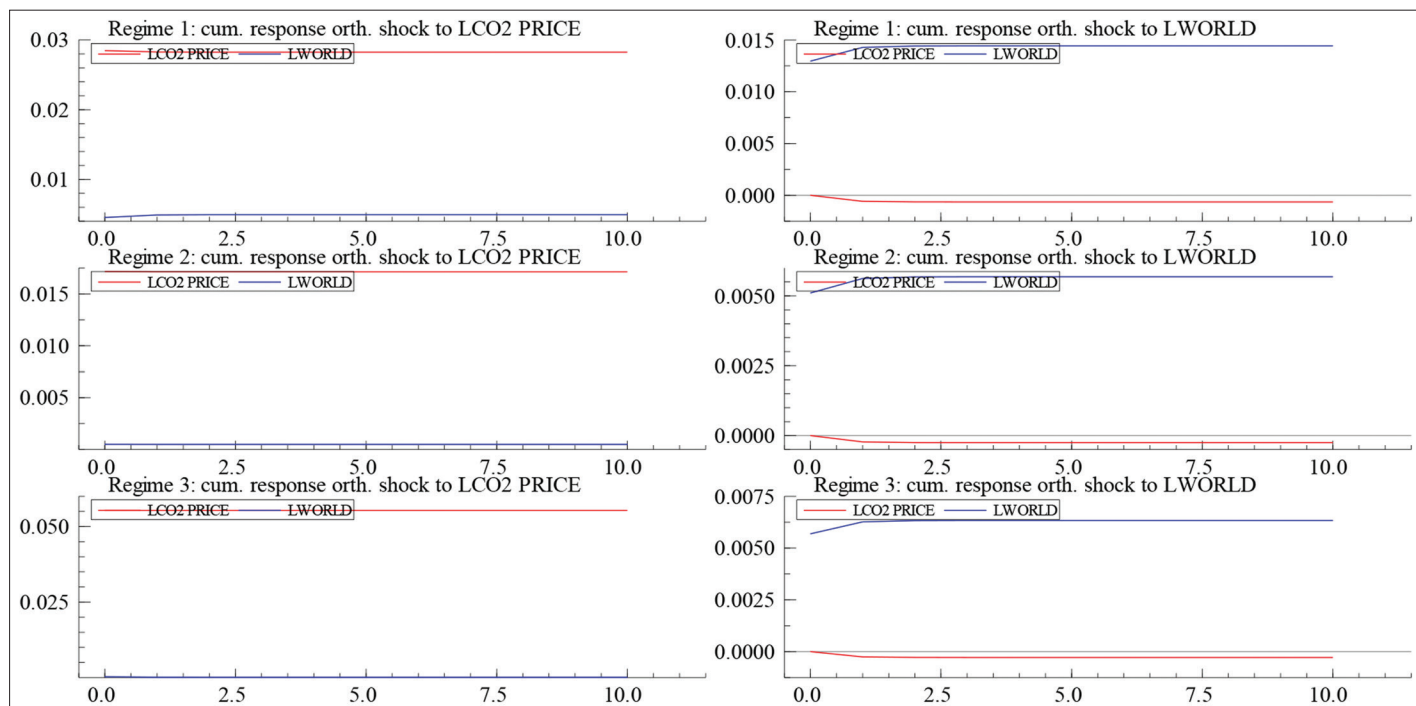 Regime 1: cum. response orth. shock to LCO2 PRICE
0.03
LCO2 PRICE LWORLD
0.02
0.01
0.0 2.5 5.0 7.5 10.0
Regime 1: cum. response orth. shock to LWORLD
0.015
LCO2 PRICE LWORLD
0.010
0.005
0.000
0.0 2.5 5.0 7.5 10.0
Regime 2: cum. response orth. shock to LCO2 PRICE
LCO2 PRICE LWORLD
0.015
0.010
0.005
0.0 2.5 5.0 7.5 10.0
Regime 2: cum. response orth. shock to LWORLD
LCO2 PRICE LWORLD
0.0050
0.0025
0.0000
0.0 2.5 5.0 7.5 10.0
Regime 3: cum. response orth. shock to LCO2 PRICE
LCO2 PRICE LWORLD
0.050
0.025
0.0 2.5 5.0 7.5 10.0
Regime 3: cum. response orth. shock to LWORLD
0.0075
LCO2 PRICE LWORLD
0.0050
0.0025
0.0000
0.0 2.5 5.0 7.5 10.0